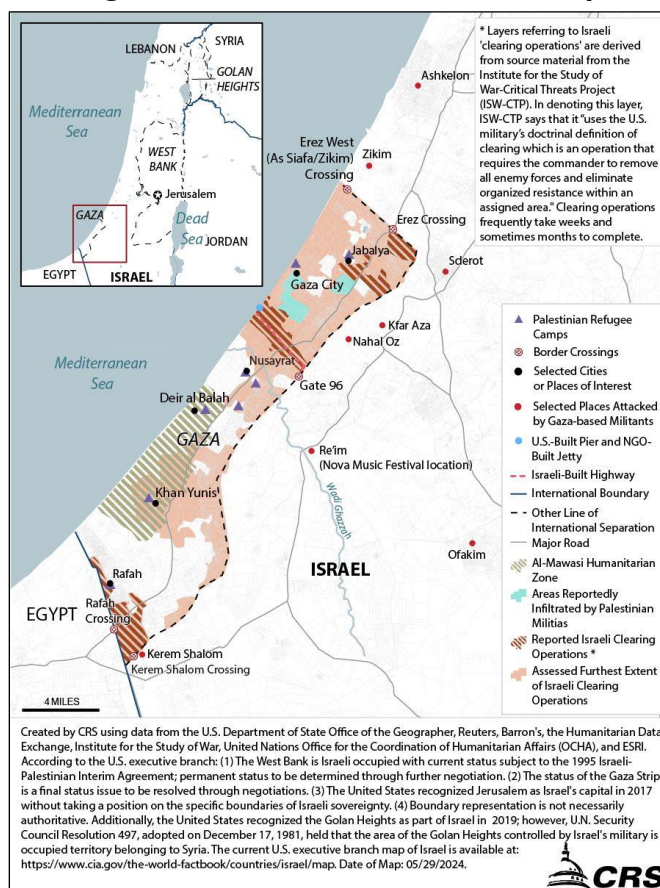 LEBANON
SYRIA
GOLAN
HEIGHTS
Mediterranean
Sea
WEST
BANK
Jerusalem
GAZA
Dead
Sea
JORDAN
EGYPT
ISRAEL
* Layers referring to Israeli
'clearing operations' are derived
from source material from the
Institute for the Study of
War-Critical Threats Project
(ISW-CTP). In denoting this layer,
ISW-CTP says that it "uses the U.S.
military's doctrinal definition of
clearing which is an operation that
requires the commander to remove
all enemy forces and eliminate
organized resistance within an
assigned area." Clearing operations
frequently take weeks and
sometimes months to complete.
Ashkelon
Erez West
(As Siafa/Zikim)
Crossing
Zikim
Erez Crossing
Jabalya
Sderot
Gaza City
Kfar Aza
Nahal Oz
Mediterranean
Sea
Nusayrat
Gate 96
Deir al Balah
GAZA
Re'im
(Nova Music Festival location)
Khan Yunis
Wadi Ghazzah
ISRAEL
Ofakim
Rafah
EGYPT
Rafah
Crossing
Kerem Shalom
Kerem Shalom Crossing
4 MILES
Palestinian Refugee
Camps
Border Crossings
Selected Cities
or Places of Interest
Selected Places Attacked
by Gaza-based Militants
U.S.-Built Pier and NGO-
Built Jetty
Israeli-Built Highway
International Boundary
Other Line of
International Separation
Major Road
Al-Mawasi Humanitarian
Zone
Areas Reportedly
Infiltrated by Palestinian
Militias
Reported Israeli Clearing
Operations *
Assessed Furthest Extent
of Israeli Clearing
Operations
Created by CRS using data from the U.S. Department of State Office of the Geographer, Reuters, Barron's, the Humanitarian Data
Exchange, Institute for the Study of War, United Nations Office for the Coordination of Humanitarian Affairs (OCHA), and ESRI.
According to the U.S. executive branch: (1) The West Bank is Israeli occupied with current status subject to the 1995 Israeli-
Palestinian Interim Agreement; permanent status to be determined through further negotiation. (2) The status of the Gaza Strip
is a final status issue to be resolved through negotiations. (3) The United States recognized Jerusalem as Israel's capital in 2017
without taking a position on the specific boundaries of Israeli sovereignty. (4) Boundary representation is not necessarily
authoritative. Additionally, the United States recognized the Golan Heights as part of Israel in 2019; however, U.N. Security
Council Resolution 497, adopted on December 17, 1981, held that the area of the Golan Heights controlled by Israel's military is
occupied territory belonging to Syria. The current U.S. executive branch map of Israel is available at:
https://www.cia.gov/the-world-factbook/countries/israel/map. Date of Map: 05/29/2024.
CRS